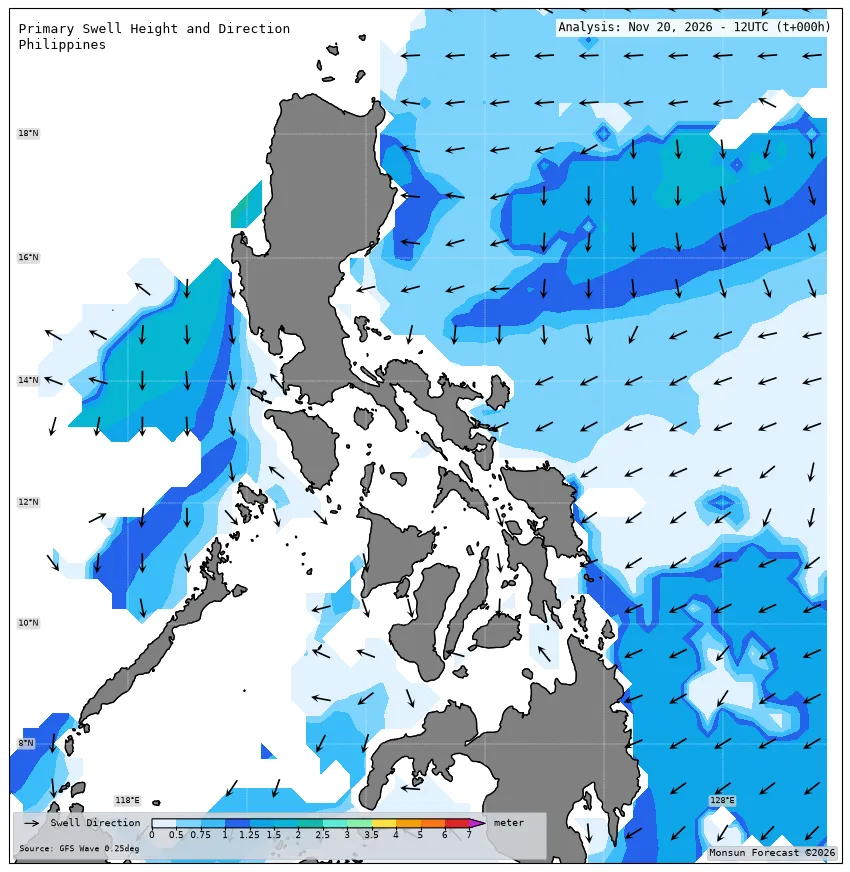 Primary Swell Height and Direction
Philippines
Analysis: Nov 20, 2026 - 12UTC (t+000h)
18°N
16°N
14°N
12°N
10°N
8°N
118°E
128°E
Swell Direction
meter
0 0.5 0.75 1 1.25 1.5 2 2.5 3 3.5 4 5 6 7
Source: GFS Wave 0.25deg
Monsun Forecast ©2026